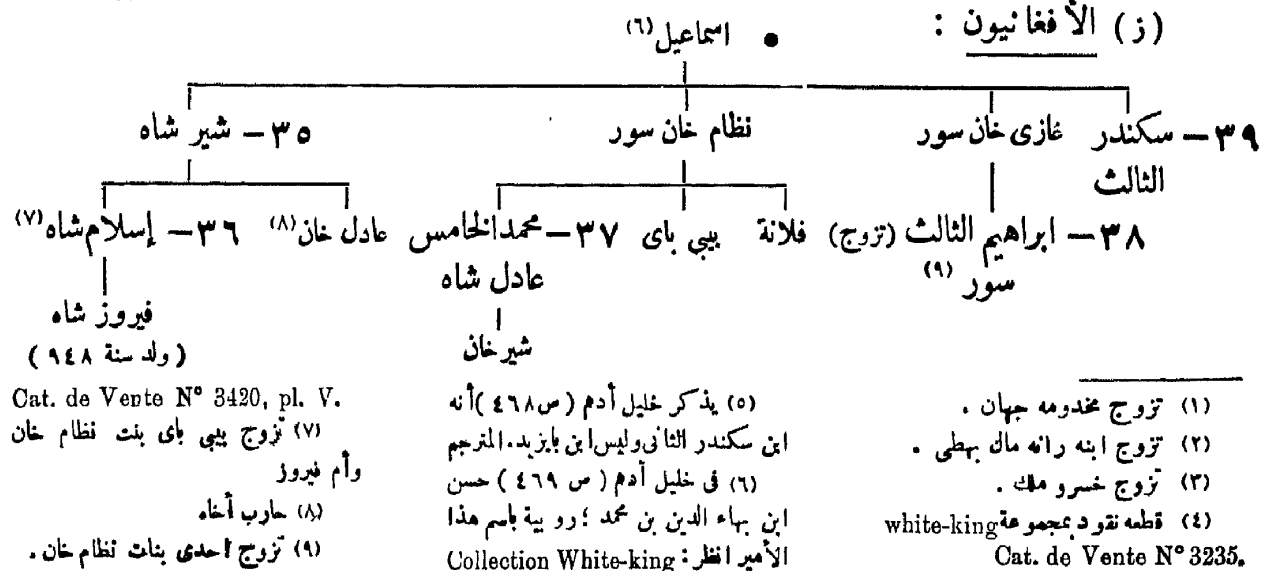 (ز) الأفغانيون :
• اسماعيل (٦)
٣٩ – سكندر الثالث
غازى خان سور
نظام خان سور
٣٥ – شير شاه
٣٨ – ابراهيم الثالث (تزوج) فلانة
سور (٩)
بيبي باى
٣٧ – محمد الخامس
عادل شاه
عادل خان (٨)
٣٦ – إسلام شاه (٧)
شير خان
فيروز شاه
(ولد سنة ٩٤٨)
(١) تزوج مخدومه جهان .
(٢) تزوج ابنه رانه مال بهطى .
(٣) تزوج خسرو ملك .
(٤) قطعه نقود بمجموعة white-king
Cat. de Vente N° 3235.
(٥) يذكر خليل أدهم (ص ٤٦٨) أنه
ابن سكندر الثانى وليس ابن بايزيد. المترجم
(٦) فى خليل أدهم (ص ٤٦٩) حسن
ابن بهاء الدين بن محمد ؛ روبية باسم هذا
الأمير انظر : Collection White-king
Cat. de Vente N° 3420, pl. V.
(٧) تزوج بيبي باى بنت نظام خان
وأم فيروز
(٨) حارب أخاه
(٩) تزوج احدى بنات نظام خان .